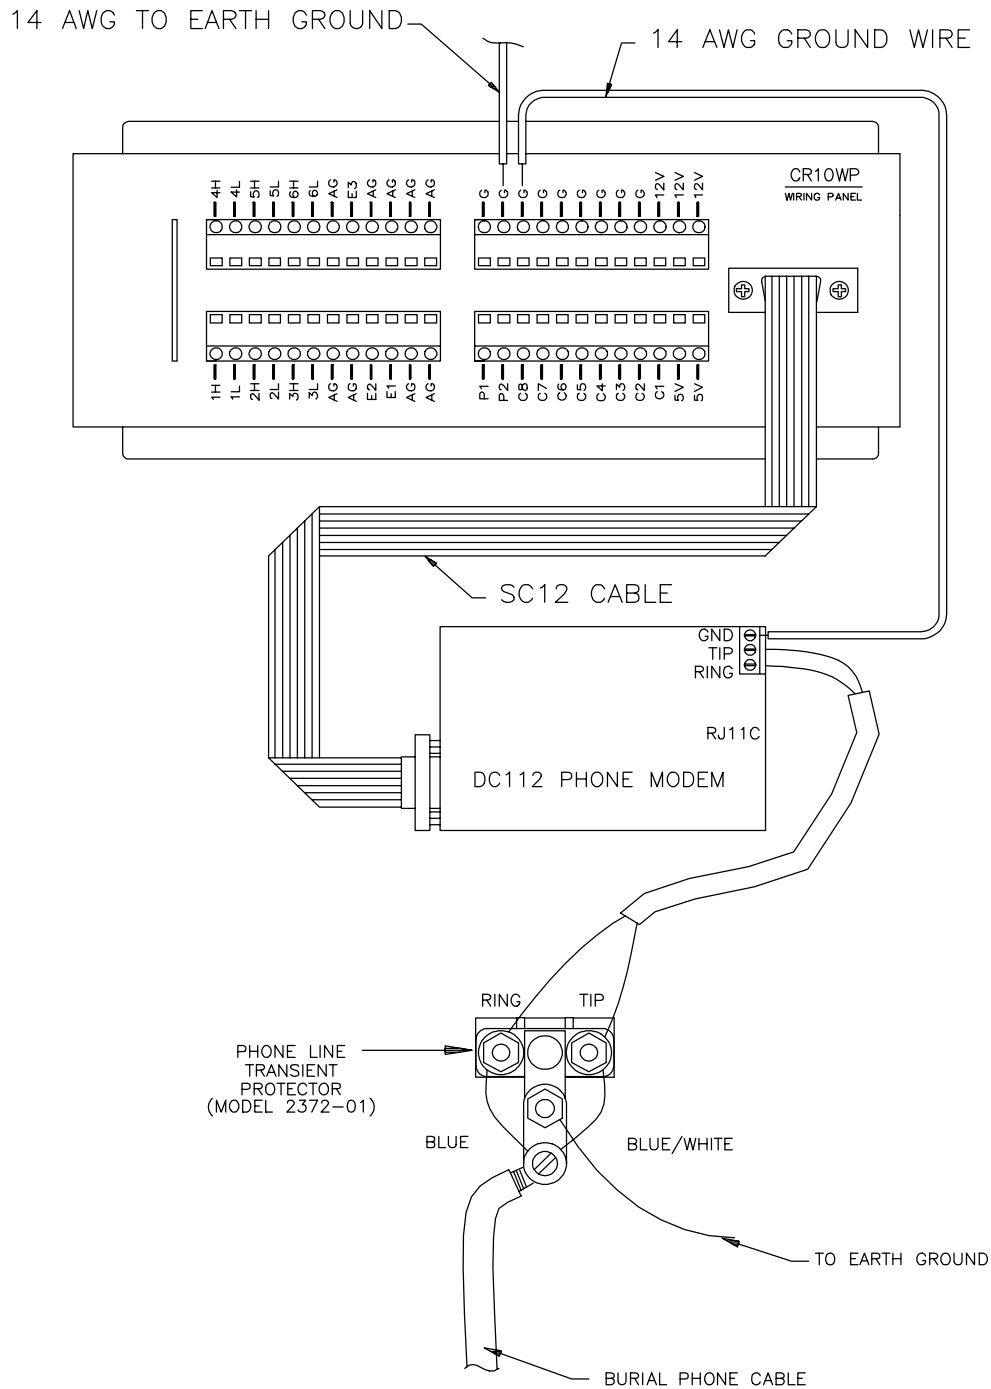 14 AWG TO EARTH GROUND
14 AWG GROUND WIRE
CR10WP
WIRING PANEL
4H 4L 5H 5L 6H 6L AG E3 AG AG AG AG
G G G G G G G G G 12V 12V 12V
1H 1L 2H 2L 3H 3L AG AG E2 E1 AG AG
P1 P2 C8 C7 C6 C5 C4 C3 C2 C1 5V 5V
SC12 CABLE
GND
TIP
RING
RJ11C
DC112 PHONE MODEM
RING TIP
PHONE LINE
TRANSIENT
PROTECTOR
(MODEL 2372-01)
BLUE
BLUE/WHITE
TO EARTH GROUND
BURIAL PHONE CABLE